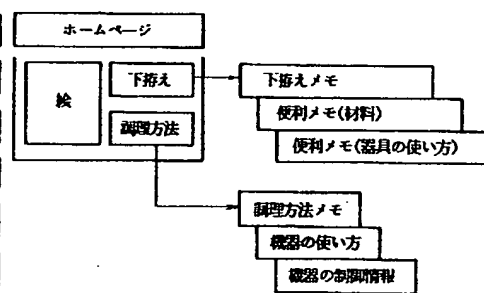 ホームページ
絵
下拵え
調理方法
下拵えメモ
便利メモ(材料)
便利メモ(器具の使い方)
調理方法メモ
機器の使い方
機器の制御情報